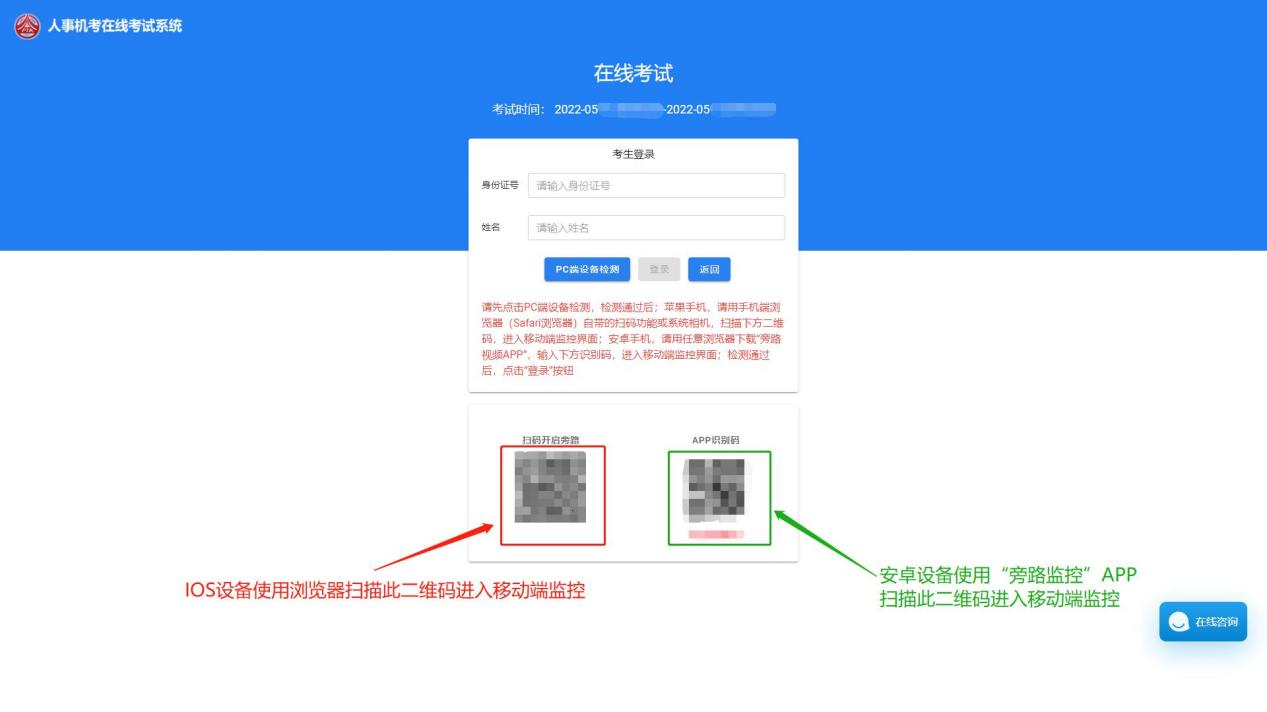 人事机考在线考试系统
在线考试
考试时间： 2022-05 -2022-05
考生登录
身份证号 请输入身份证号
姓名 请输入姓名
PC端设备检测 登录 返回
请先点击PC端设备检测，检测通过后；苹果手机，请用手机端浏
览器（Safari浏览器）自带的扫码功能或系统相机，扫描下方二维
码，进入移动端监控界面；安卓手机，请用任意浏览器下载"旁路
视频APP"，输入下方识别码，进入移动端监控界面；检测通过
后，点击"登录"按钮
扫码开启旁路 APP识别码
IOS设备使用浏览器扫描此二维码进入移动端监控
安卓设备使用“旁路监控”APP
扫描此二维码进入移动端监控
在线咨询